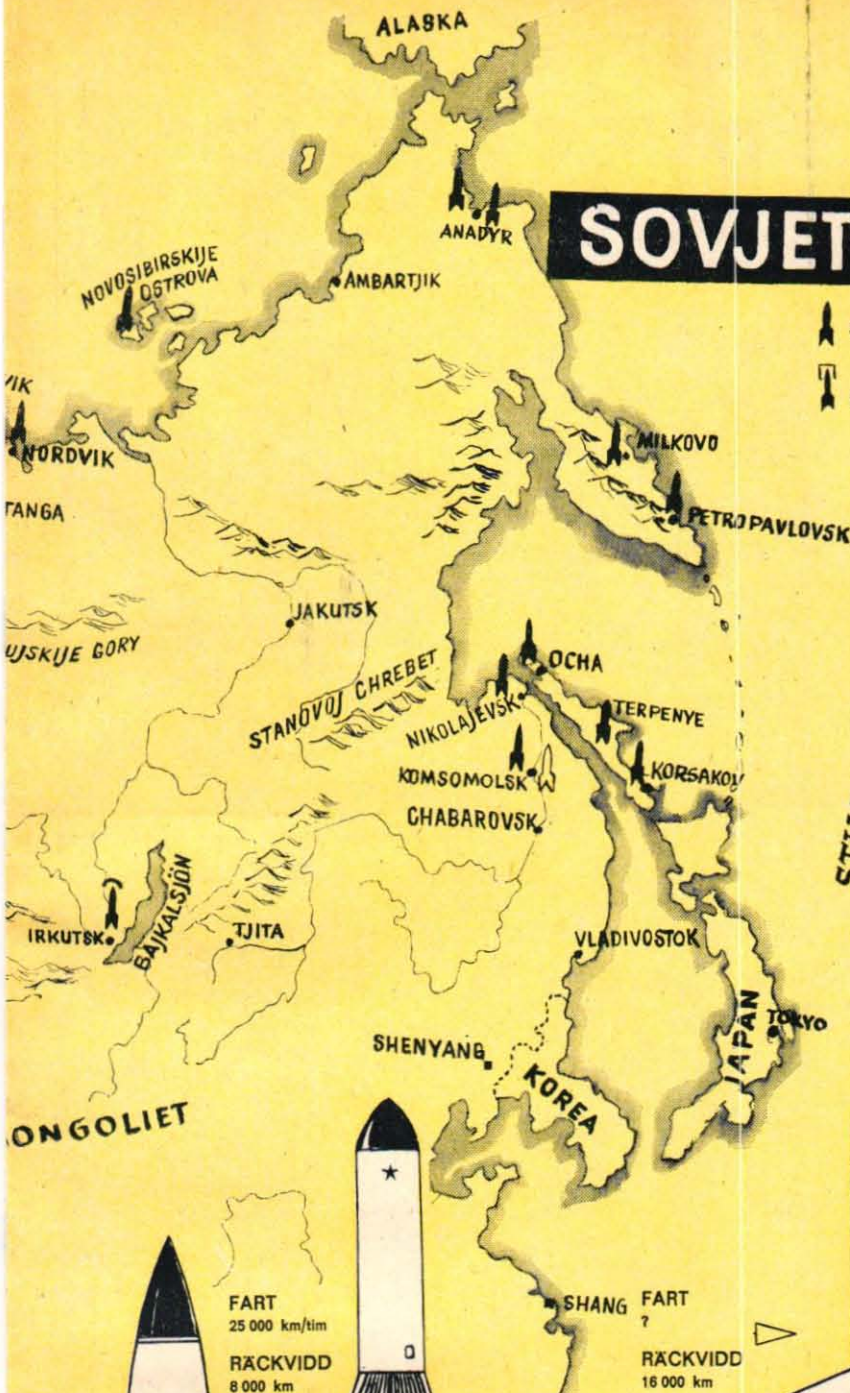 ALASKA
SOVJET
ANADYR
NOVOSIBIRSKIJE
OSTROVA
AMBARTJIK
VIK
NORDVIK
MILKOVO
TANGA
PETROPAVLOVSK
JAKUTSK
UJSKIJE GORY
STANOVOJ CHREBET
OCHA
NIKOLAJEVSK
TERPENYE
KOMSOMOLSK
KORSAKOV
CHABAROVSK
BAJKALSJÖN
IRKUTSK
TJITA
VLADIVOSTOK
JAPAN
TOKYO
SHENYANG
KOREA
ONGOLIET
SHANG
FART
25 000 km/tim
RÄCKVIDD
8 000 km
FART
?
RÄCKVIDD
16 000 km